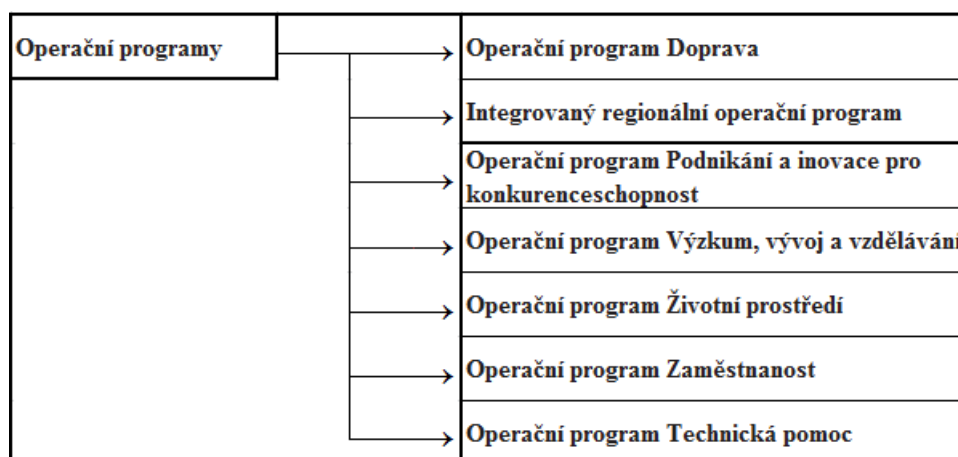 Operační programy
Operační program Doprava
Integrovaný regionální operační program
Operační program Podnikání a inovace pro
konkurenceschopnost
Operační program Výzkum, vývoj a vzdělávání
Operační program Životní prostředí
Operační program Zaměstnanost
Operační program Technická pomoc